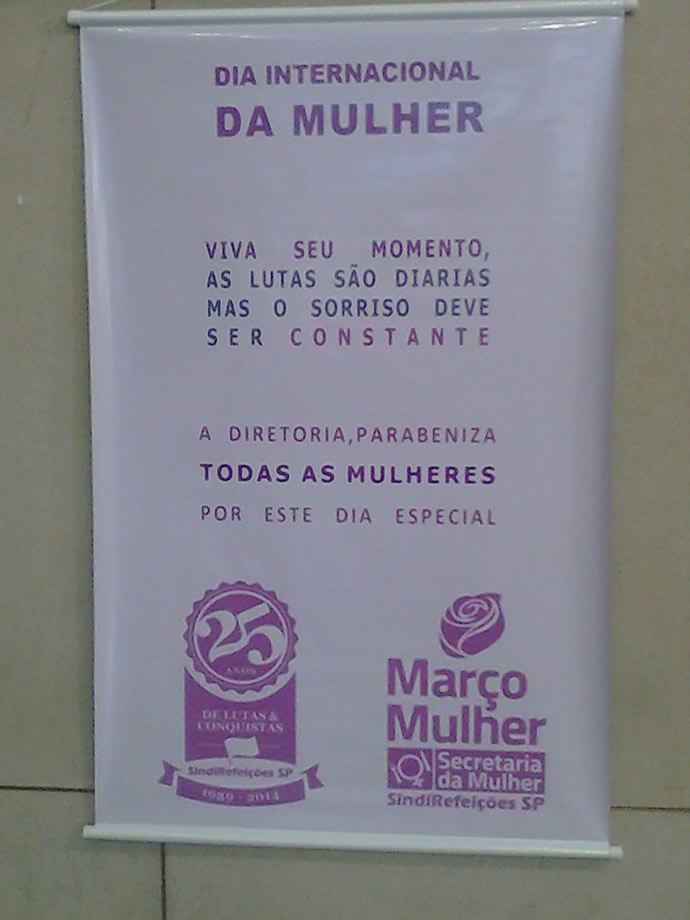 DIA INTERNACIONAL
DA MULHER
VIVA SEU MOMENTO,
AS LUTAS SÃO DIARIAS
MAS O SORRISO DEVE
SER CONSTANTE
A DIRETORIA,PARABENIZA
TODAS AS MULHERES
POR ESTE DIA ESPECIAL
25
ANOS
DE LUTAS &
CONQUISTAS
SindiRefeições SP
1989 - 2014
Março
Mulher
Secretaria
da Mulher
SindiRefeições SP